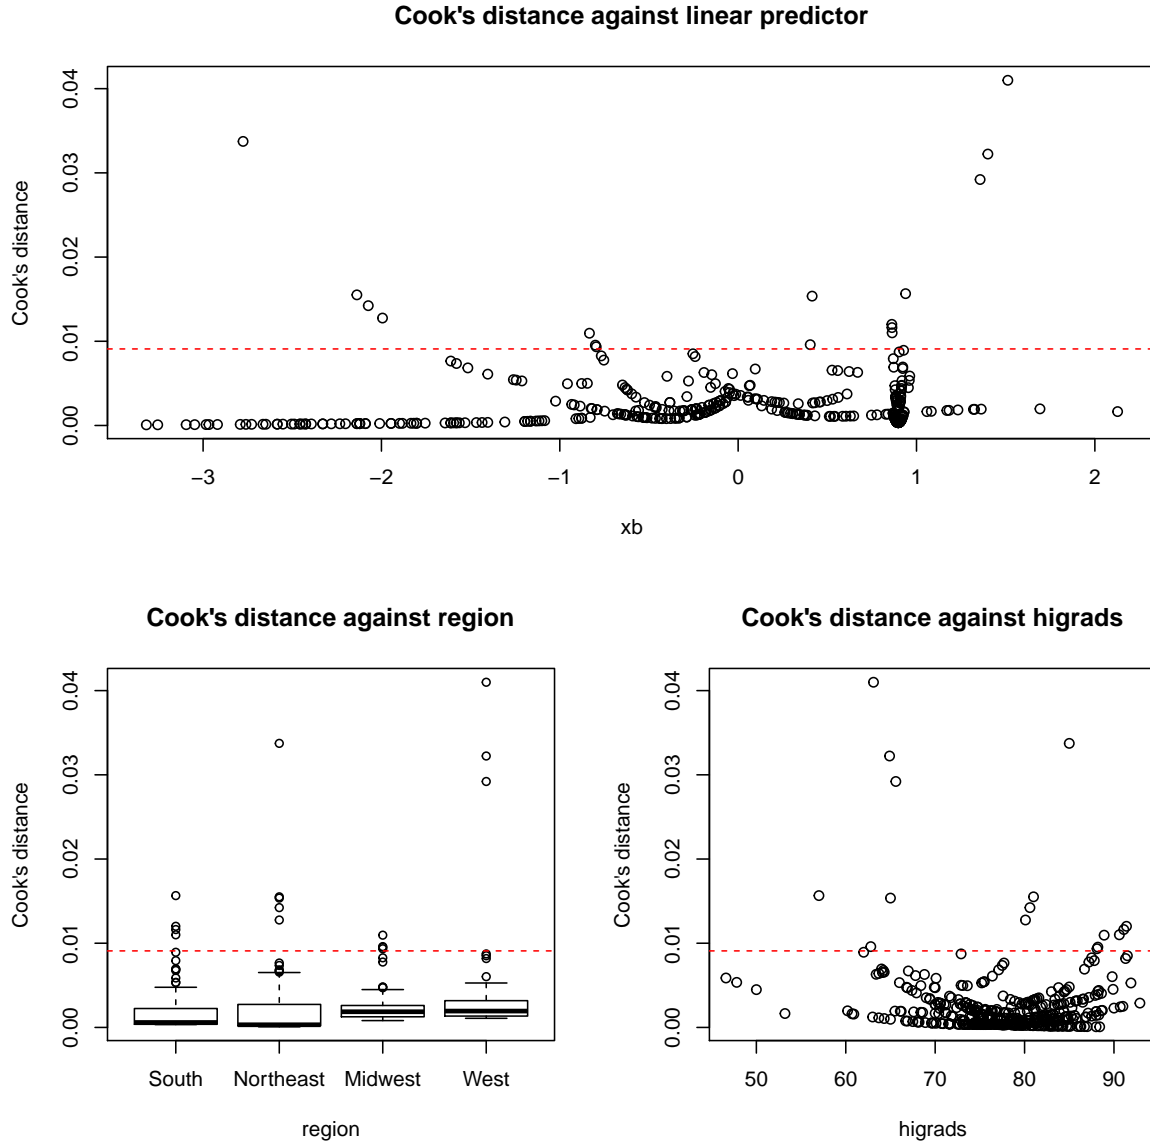 Cook's distance against linear predictor
Cook's distance
0.00 0.01 0.02 0.03 0.04
−3 −2 −1 0 1 2
xb
Cook's distance against region
Cook's distance
0.00 0.01 0.02 0.03 0.04
South Northeast Midwest West
region
Cook's distance against higrads
Cook's distance
0.00 0.01 0.02 0.03 0.04
50 60 70 80 90
higrads